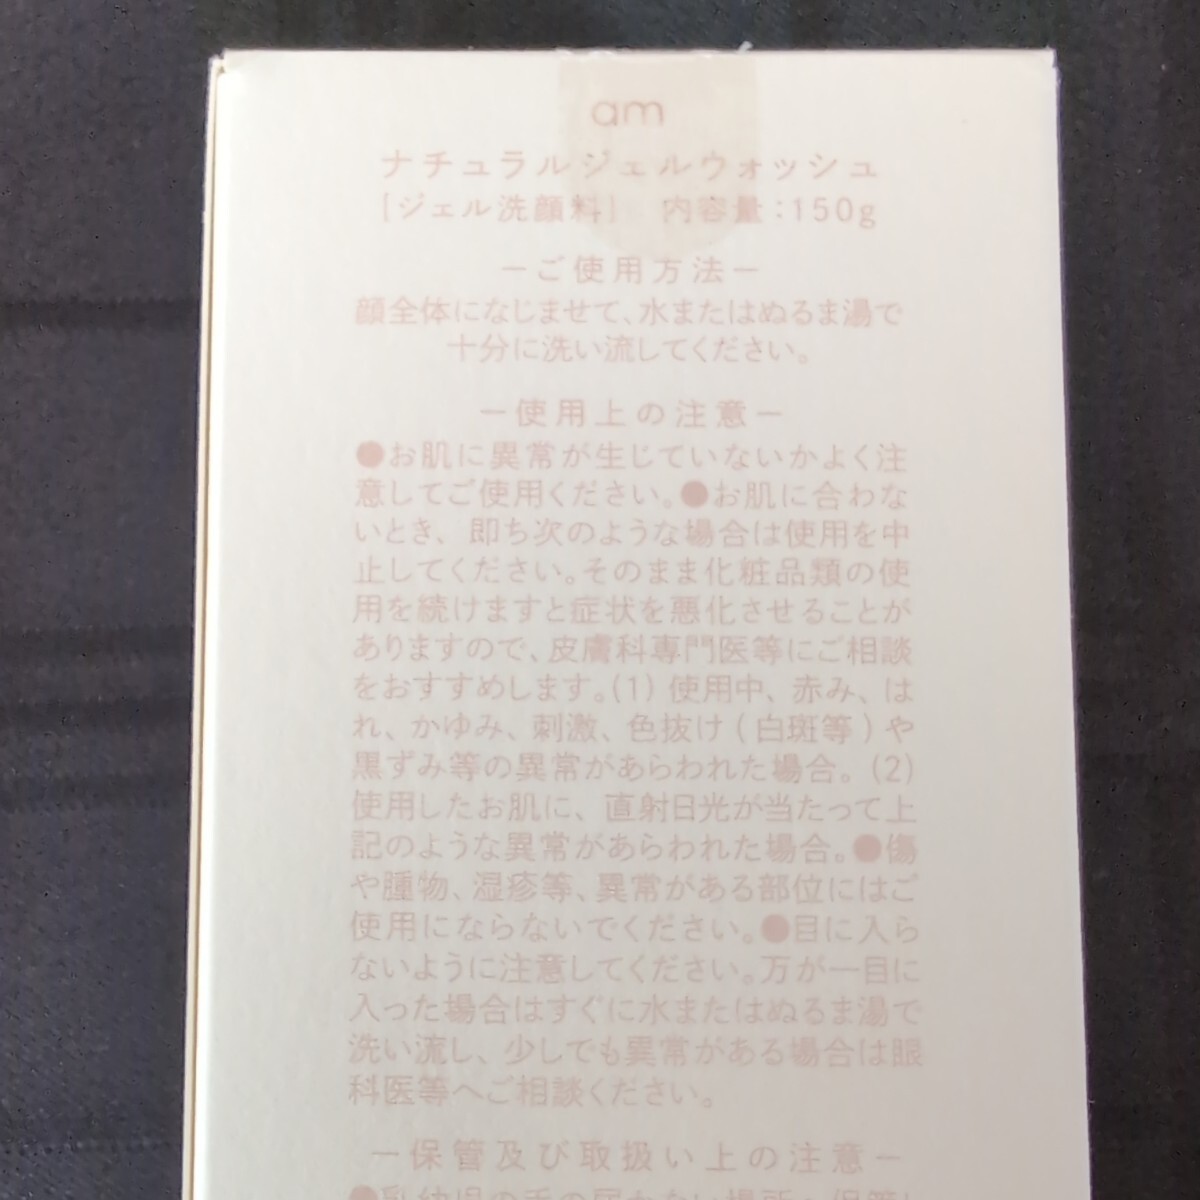 am
ナチュラルジェルウォッシュ
[ジェル洗顔料] 内容量:150g
ーご使用方法ー
顔全体になじませて、水またはぬるま湯で
十分に洗い流してください。
ー使用上の注意ー
●お肌に異常が生じていないかよく注
意してご使用ください。●お肌に合わな
いとき、即ち次のような場合は使用を中
止してください。そのまま化粧品類の使
用を続けますと症状を悪化させることが
ありますので、皮膚科専門医等にご相談
をおすすめします。(1) 使用中、赤み、は
れ、かゆみ、刺激、色抜け(白斑等)や
黒ずみ等の異常があらわれた場合。(2)
使用したお肌に、直射日光が当たって上
記のような異常があらわれた場合。●傷
や腫物、湿疹等、異常がある部位にはご
使用にならないでください。●目に入ら
ないように注意してください。万が一目に
入った場合はすぐに水またはぬるま湯で
洗い流し、少しでも異常がある場合は眼
科医等へご相談ください。
ー保管及び取扱い上の注意ー
●乳幼児の手の届かない場所へ保管し